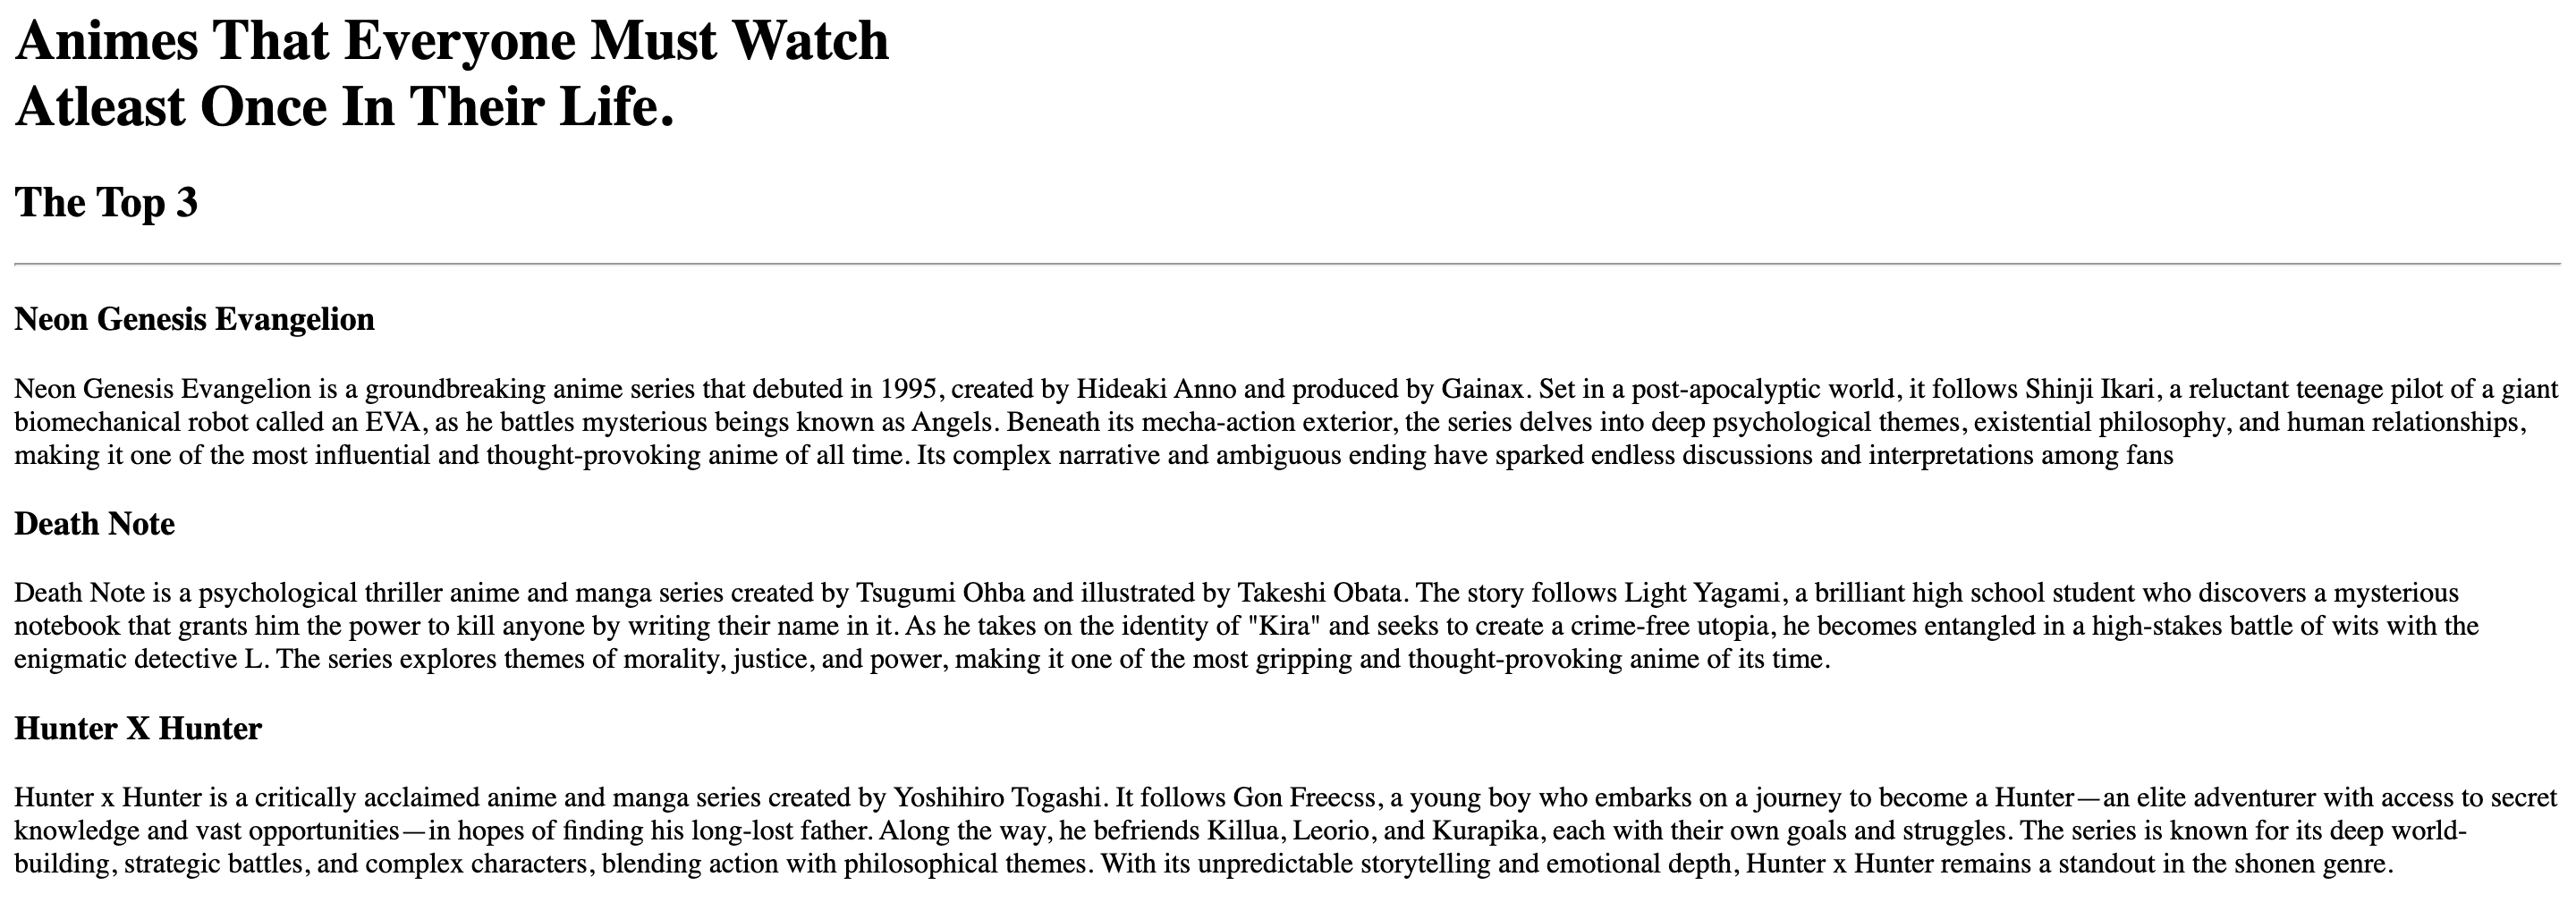 Animes That Everyone Must Watch
Atleast Once In Their Life.
The Top 3
Neon Genesis Evangelion
Neon Genesis Evangelion is a groundbreaking anime series that debuted in 1995, created by Hideaki Anno and produced by Gainax. Set in a post-apocalyptic world, it follows Shinji Ikari, a reluctant teenage pilot of a giant
biomechanical robot called an EVA, as he battles mysterious beings known as Angels. Beneath its mecha-action exterior, the series delves into deep psychological themes, existential philosophy, and human relationships,
making it one of the most influential and thought-provoking anime of all time. Its complex narrative and ambiguous ending have sparked endless discussions and interpretations among fans
Death Note
Death Note is a psychological thriller anime and manga series created by Tsugumi Ohba and illustrated by Takeshi Obata. The story follows Light Yagami, a brilliant high school student who discovers a mysterious
notebook that grants him the power to kill anyone by writing their name in it. As he takes on the identity of "Kira" and seeks to create a crime-free utopia, he becomes entangled in a high-stakes battle of wits with the
enigmatic detective L. The series explores themes of morality, justice, and power, making it one of the most gripping and thought-provoking anime of its time.
Hunter X Hunter
Hunter x Hunter is a critically acclaimed anime and manga series created by Yoshihiro Togashi. It follows Gon Freecss, a young boy who embarks on a journey to become a Hunter—an elite adventurer with access to secret
knowledge and vast opportunities—in hopes of finding his long-lost father. Along the way, he befriends Killua, Leorio, and Kurapika, each with their own goals and struggles. The series is known for its deep world-
building, strategic battles, and complex characters, blending action with philosophical themes. With its unpredictable storytelling and emotional depth, Hunter x Hunter remains a standout in the shonen genre.